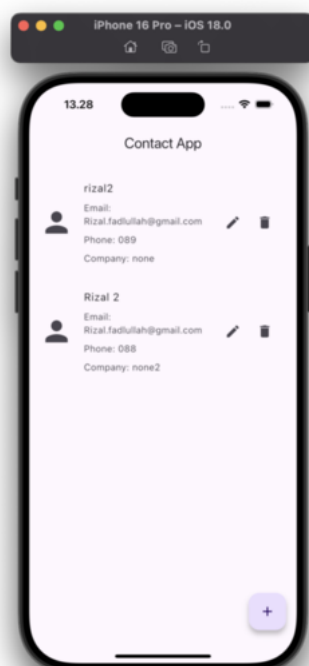 iPhone 16 Pro – iOS 18.0
13.28
Contact App
rizal2
Email:
Rizal.fadlullah@gmail.com
Phone: 089
Company: none
Rizal 2
Email:
Rizal.fadlullah@gmail.com
Phone: 088
Company: none2